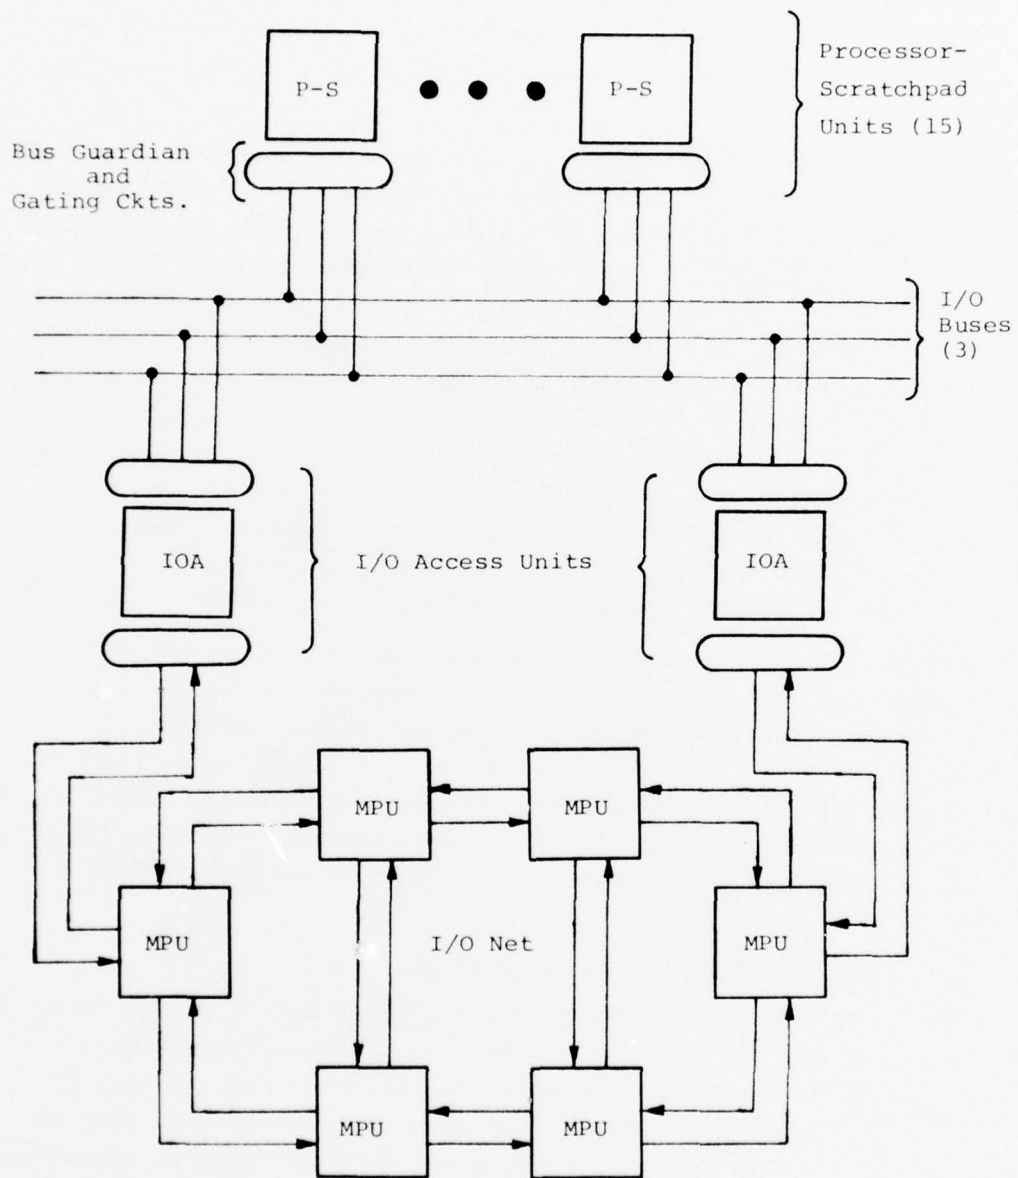 P-S
P-S
Processor-
Scratchpad
Units (15)
Bus Guardian
and
Gating Ckts.
I/O
Buses
(3)
IOA
I/O Access Units
IOA
MPU
MPU
MPU
I/O Net
MPU
MPU
MPU